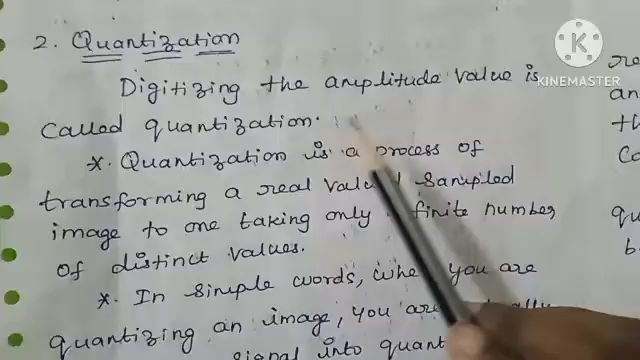 2. Quantization
Digitizing the amplitude value is
called quantization.
* Quantization is a process of
transforming a real valued sampled
image to one taking only finite number
of distinct values.
* In simple words, when you are
quantizing an image, you are
signal into
KINEMASTER